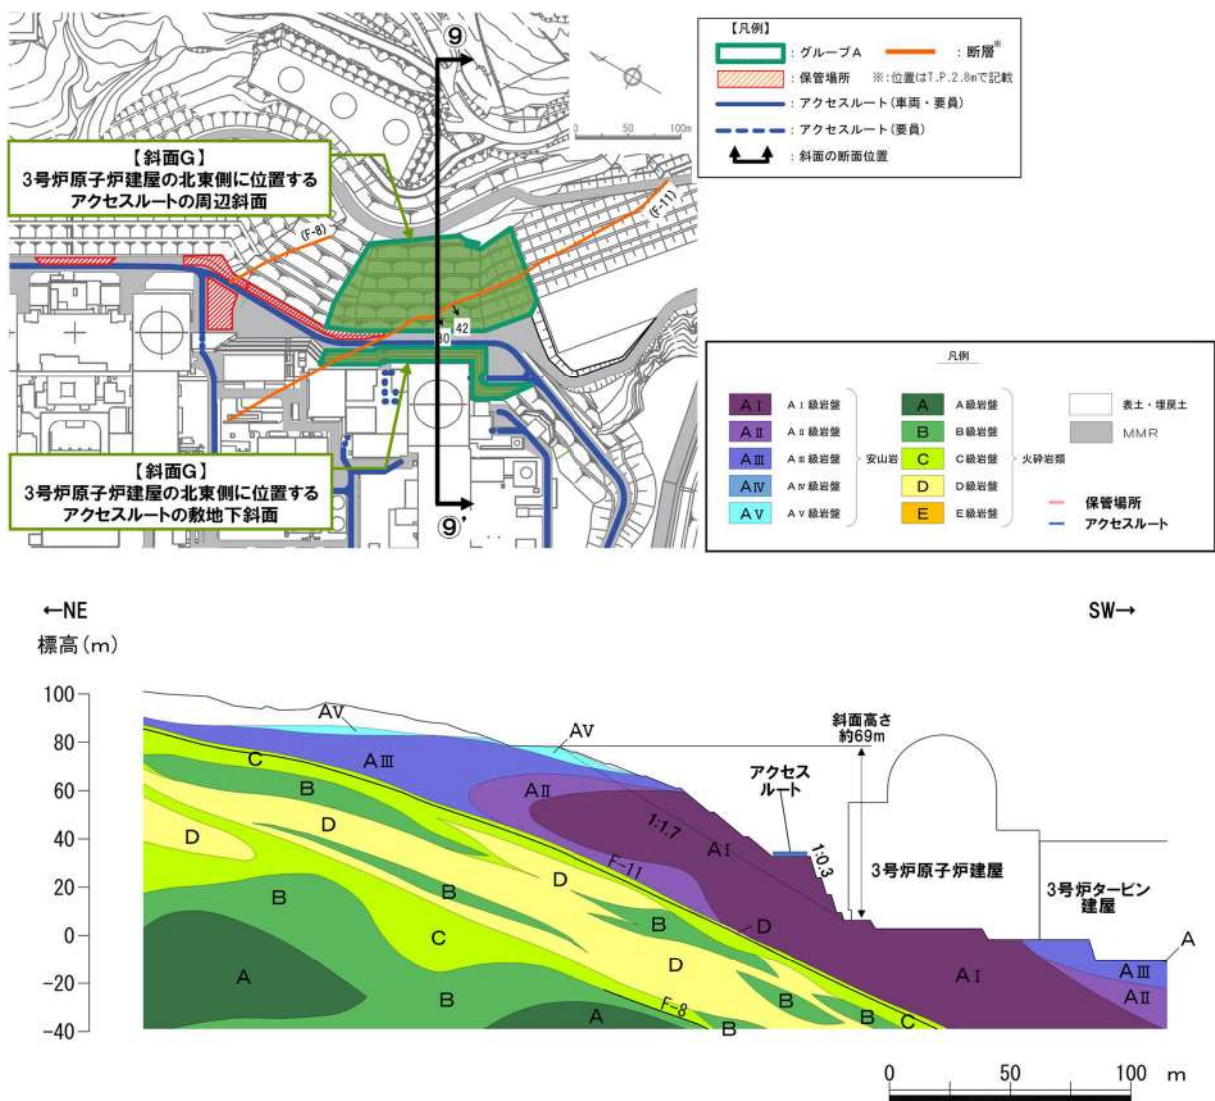 ⑨
【斜面G】
3号炉原子炉建屋の北東側に位置する
アクセスルートの周辺斜面
(F-8)
(F-11)
42
【斜面G】
3号炉原子炉建屋の北東側に位置する
アクセスルートの敷地下斜面
⑨'
0 50 100m
【凡例】
：グループA ：断層※
：保管場所 ※：位置はT.P.2.8mで記載
：アクセスルート(車両・要員)
：アクセスルート(要員)
：斜面の断面位置
凡例
AⅠ AⅠ級岩盤 A A級岩盤 表土・埋戻土
AⅡ AⅡ級岩盤 B B級岩盤 MMR
AⅢ AⅢ級岩盤 安山岩 C C級岩盤 火砕岩類
AⅣ AⅣ級岩盤 D D級岩盤 保管場所
AⅤ AⅤ級岩盤 E E級岩盤 アクセスルート
←NE SW→
標高(m)
100
80
60
40
20
0
-20
-40
AⅤ
AⅤ
斜面高さ
約69m
アクセス
ルート
C
AⅢ
B
AⅡ
D
D
1:1.7
AⅠ
1:0.3
3号炉原子炉建屋
3号炉タービン
建屋
F-11
D
B
B
B
D
A
C
D
AⅠ
AⅢ
A
B
F-8
B
AⅡ
A
B
B
C
0 50 100 m